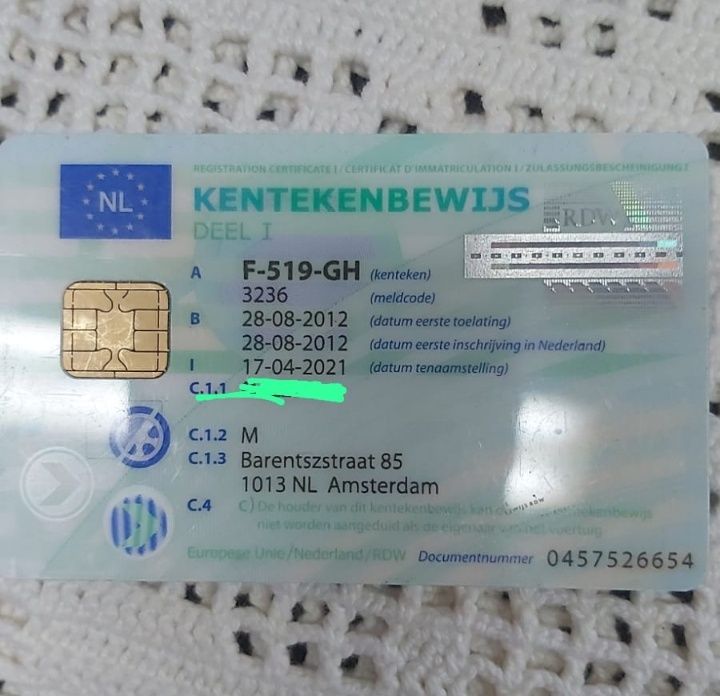 REGISTRATION CERTIFICATE I / CERTIFICAT D'IMMATRICULATION I / ZULASSUNGSBESCHEINIGUNG I
NL
KENTEKENBEWIJS
DEEL I
RDW
A F-519-GH (kenteken)
3236 (meldcode)
B 28-08-2012 (datum eerste toelating)
28-08-2012 (datum eerste inschrijving in Nederland)
I 17-04-2021 (datum tenaamstelling)
C.1.1
C.1.2 M
C.1.3 Barentszstraat 85
1013 NL Amsterdam
C.4 C) De houder van dit kentekenbewijs kan kentekenbewijs
niet worden aangeduid als de eigenaar van het voertuig
Europese Unie/Nederland/RDW Documentnummer 0457526654